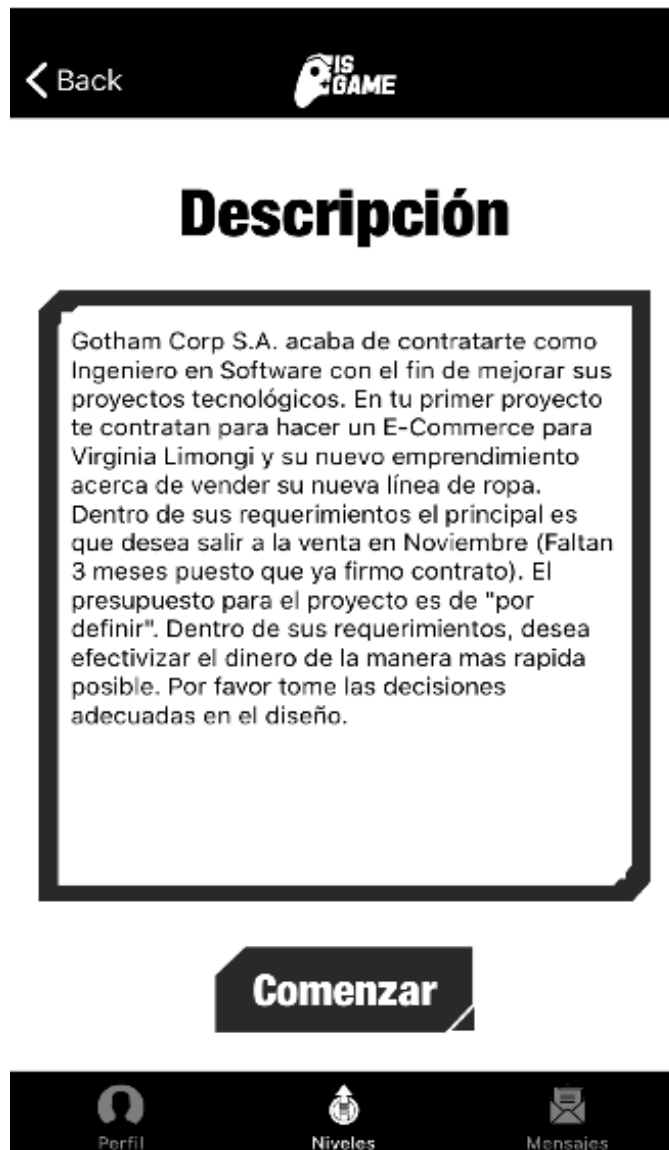 Back
IS
GAME
Descripción
Gotham Corp S.A. acaba de contratarte como
Ingeniero en Software con el fin de mejorar sus
proyectos tecnológicos. En tu primer proyecto
te contratan para hacer un E-Commerce para
Virginia Limongi y su nuevo emprendimiento
acerca de vender su nueva línea de ropa.
Dentro de sus requerimientos el principal es
que desea salir a la venta en Noviembre (Faltan
3 meses puesto que ya firmo contrato). El
presupuesto para el proyecto es de "por
definir". Dentro de sus requerimientos, desea
efectivizar el dinero de la manera mas rapida
posible. Por favor tome las decisiones
adecuadas en el diseño.
Comenzar
Perfil
Niveles
Mensajes